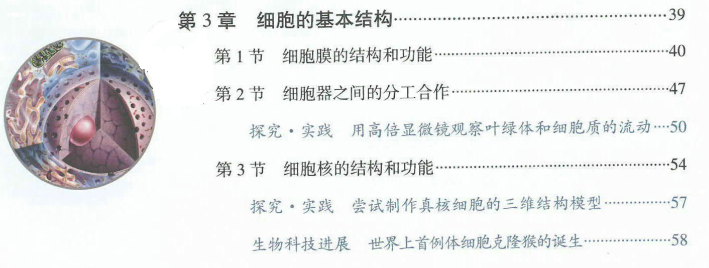 第 3 章 细胞的基本结构……………………………39
第 1 节 细胞膜的结构和功能……………………………40
第 2 节 细胞器之间的分工合作……………………………47
探究·实践 用高倍显微镜观察叶绿体和细胞质的流动…50
第 3 节 细胞核的结构和功能……………………………54
探究·实践 尝试制作真核细胞的三维结构模型……………57
生物科技进展 世界上首例体细胞克隆猴的诞生……………58